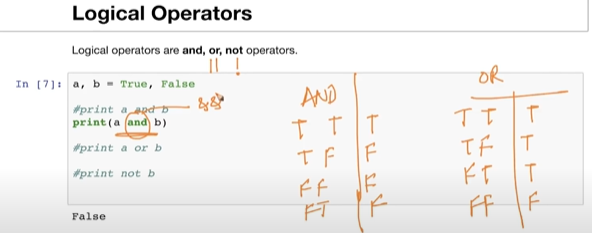 Logical Operators
Logical operators are and, or, not operators.
|| !
In [7]: a, b = True, False
#print a and b
&&
print(a and b)
#print a or b
#print not b
False
AND
T T T
T F F
F F F
F T F
OR
T T T
T F T
F T T
F F F